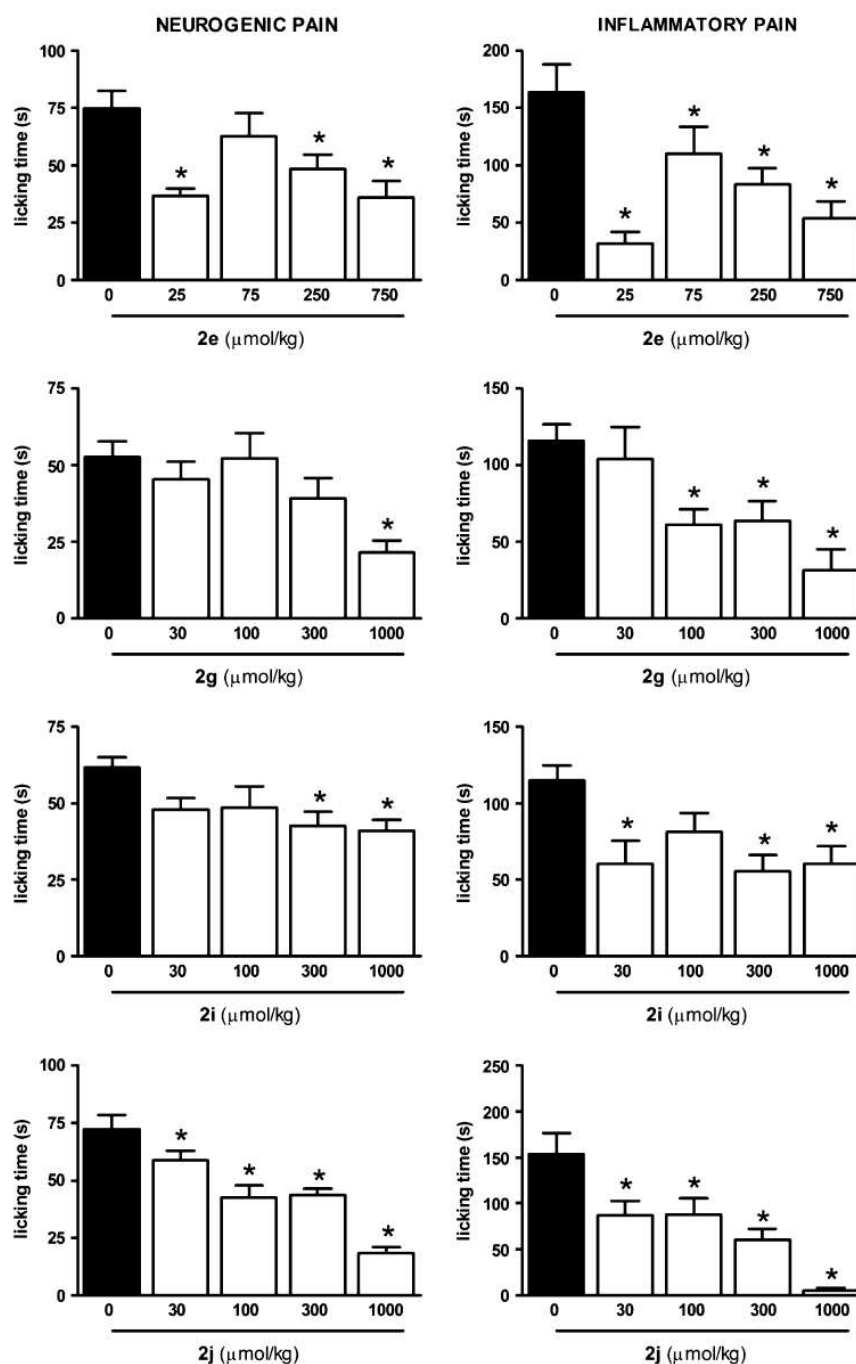 NEUROGENIC PAIN
INFLAMMATORY PAIN
licking time (s)
100
75
50
25
0
*
*
*
0 25 75 250 750
2e (μmol/kg)
licking time (s)
200
150
100
50
0
*
*
*
*
0 25 75 250 750
2e (μmol/kg)
licking time (s)
75
50
25
0
*
0 30 100 300 1000
2g (μmol/kg)
licking time (s)
150
100
50
0
*
*
*
0 30 100 300 1000
2g (μmol/kg)
licking time (s)
75
50
25
0
*
*
0 30 100 300 1000
2i (μmol/kg)
licking time (s)
150
100
50
0
*
*
*
0 30 100 300 1000
2i (μmol/kg)
licking time (s)
100
75
50
25
0
*
*
*
*
0 30 100 300 1000
2j (μmol/kg)
licking time (s)
250
200
150
100
50
0
*
*
*
*
0 30 100 300 1000
2j (μmol/kg)